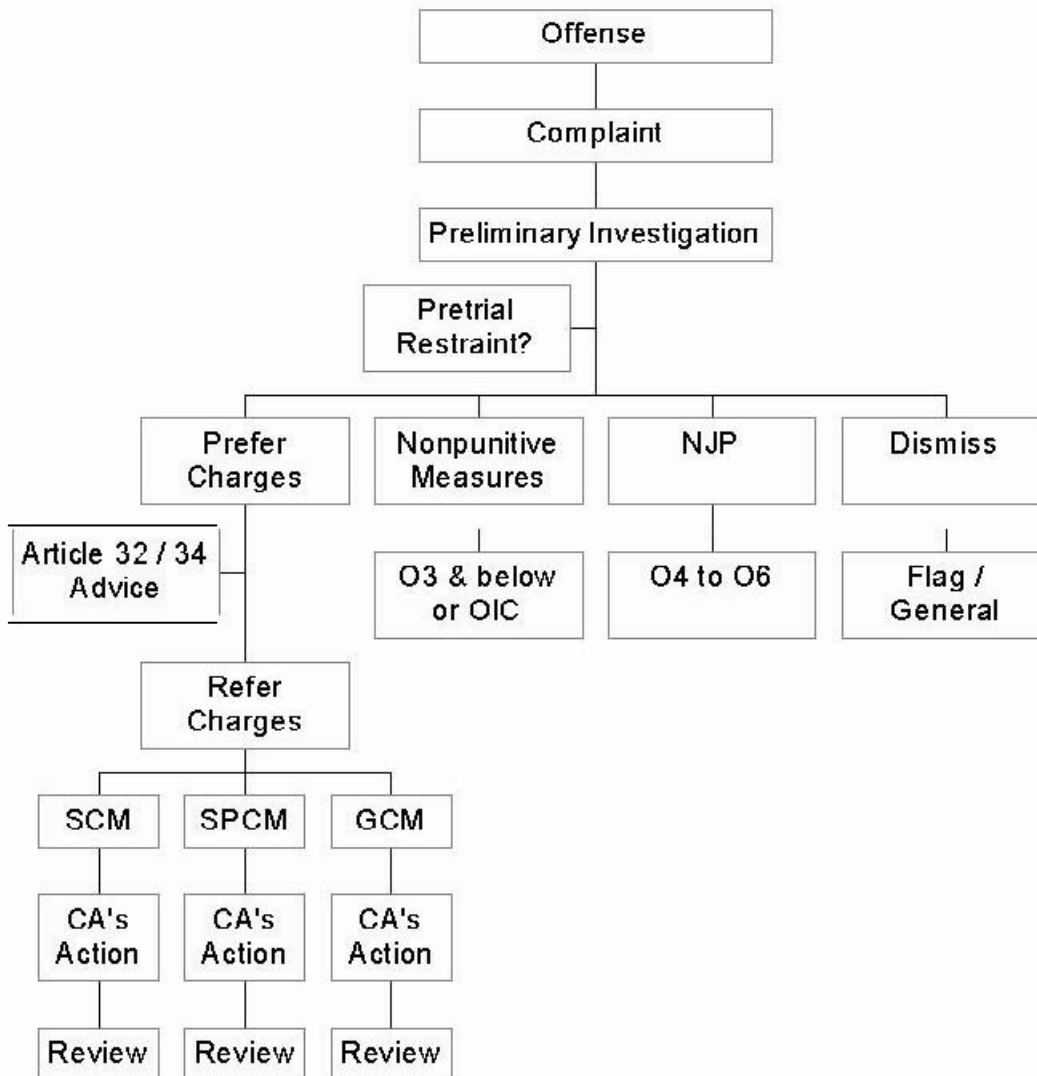 Offense
Complaint
Preliminary Investigation
Pretrial
Restraint?
Prefer
Charges
Nonpunitive
Measures
NJP
Dismiss
Article 32 / 34
Advice
O3 & below
or OIC
O4 to O6
Flag /
General
Refer
Charges
SCM
SPCM
GCM
CA's
Action
CA's
Action
CA's
Action
Review
Review
Review